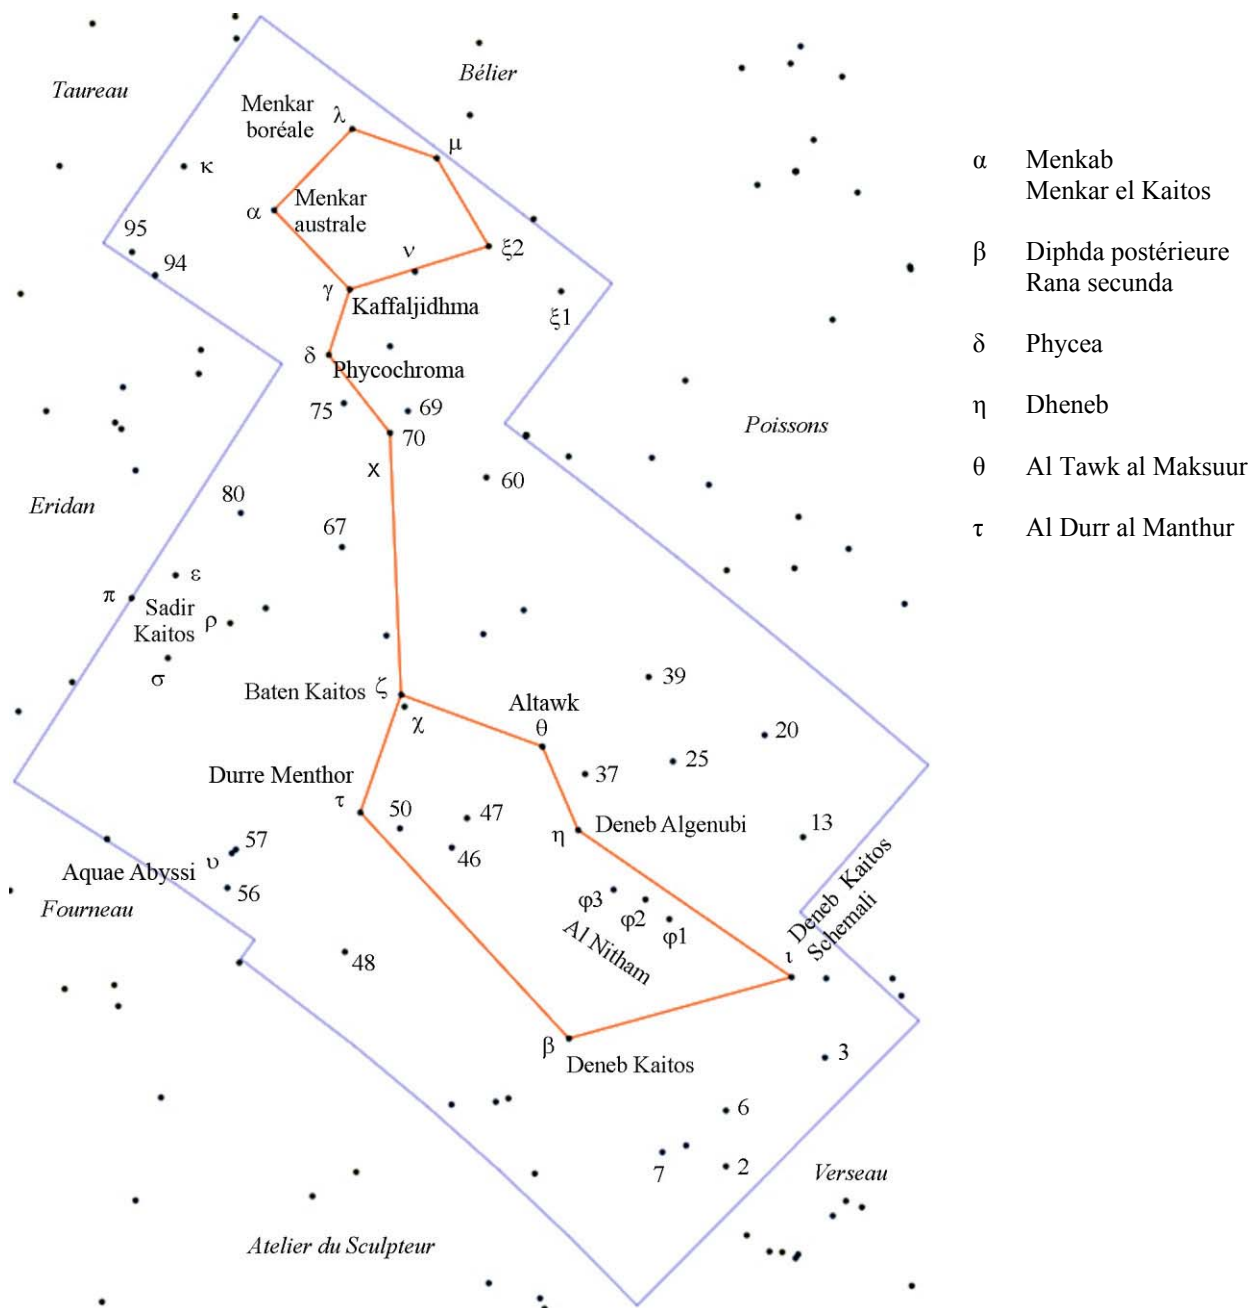 Bélier
Taureau
Menkar
boréale
λ
μ
κ
α
Menkar
australe
95
94
ν
ξ2
γ
Kaffaljidhma
ξ1
δ
Phycochroma
75
69
70
x
60
Poissons
Eridan
80
67
ε
π
Sadir
Kaitos
ρ
σ
39
Baten Kaitos
ζ
χ
Altawk
θ
20
25
37
Durre Menthor
τ
50
47
46
η
Deneb Algenubi
13
57
υ
Aquae Abyssi
56
Fourneau
φ3
φ2
φ1
Al Nitham
Deneb Kaitos
Schemali
ι
48
β
Deneb Kaitos
3
6
7
2
Verseau
Atelier du Sculpteur
α Menkab
Menkar el Kaitos
β Diphda postérieure
Rana secunda
δ Phycea
η Dheneb
θ Al Tawk al Maksuur
τ Al Durr al Manthur